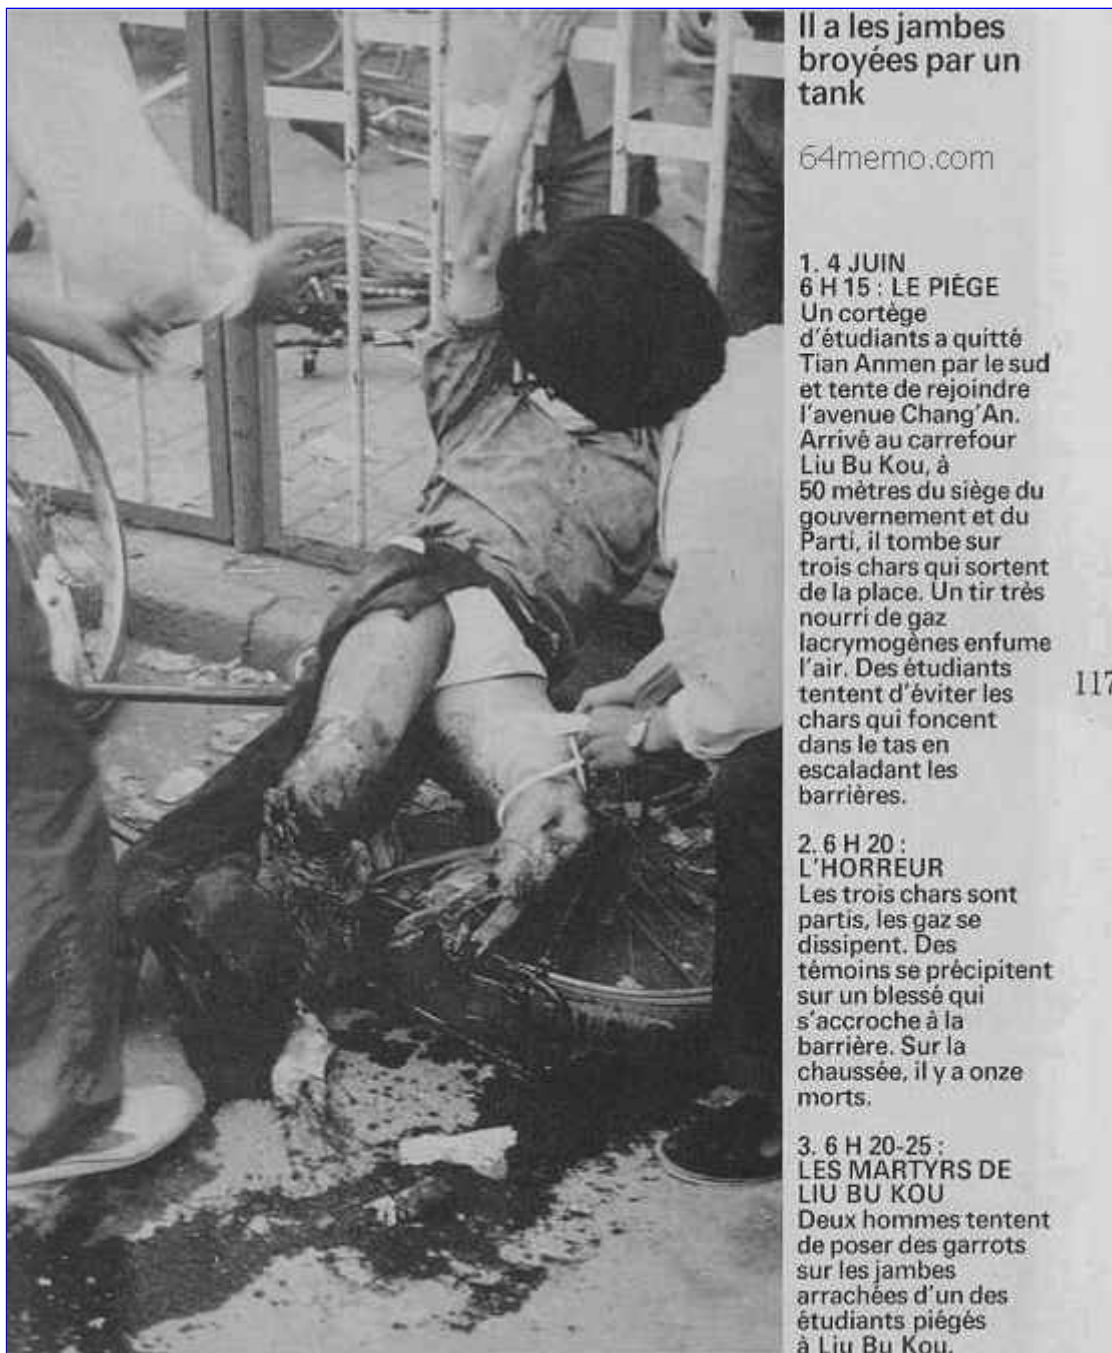 Il a les jambes
broyées par un
tank
64memo.com
1. 4 JUIN
6 H 15 : LE PIÈGE
Un cortège
d'étudiants a quitté
Tian Anmen par le sud
et tente de rejoindre
l'avenue Chang'An.
Arrivé au carrefour
Liu Bu Kou, à
50 mètres du siège du
gouvernement et du
Parti, il tombe sur
trois chars qui sortent
de la place. Un tir très
nourri de gaz
lacrymogènes enfume
l'air. Des étudiants
tentent d'éviter les
chars qui foncent
dans le tas en
escaladant les
barrières.
117
2. 6 H 20 :
L'HORREUR
Les trois chars sont
partis, les gaz se
dissipent. Des
témoins se précipitent
sur un blessé qui
s'accroche à la
barrière. Sur la
chaussée, il y a onze
morts.
3. 6 H 20-25 :
LES MARTYRS DE
LIU BU KOU
Deux hommes tentent
de poser des garrots
sur les jambes
arrachées d'un des
étudiants piégés
à Liu Bu Kou.